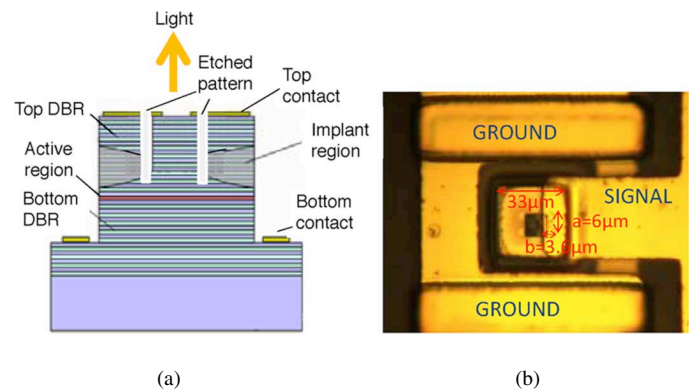 Light
Etched
pattern
Top
contact
Top DBR
Implant
region
Active
region
Bottom
DBR
Bottom
contact
(a)
GROUND
SIGNAL
33μm
a=6μm
b=3.6μm
GROUND
(b)